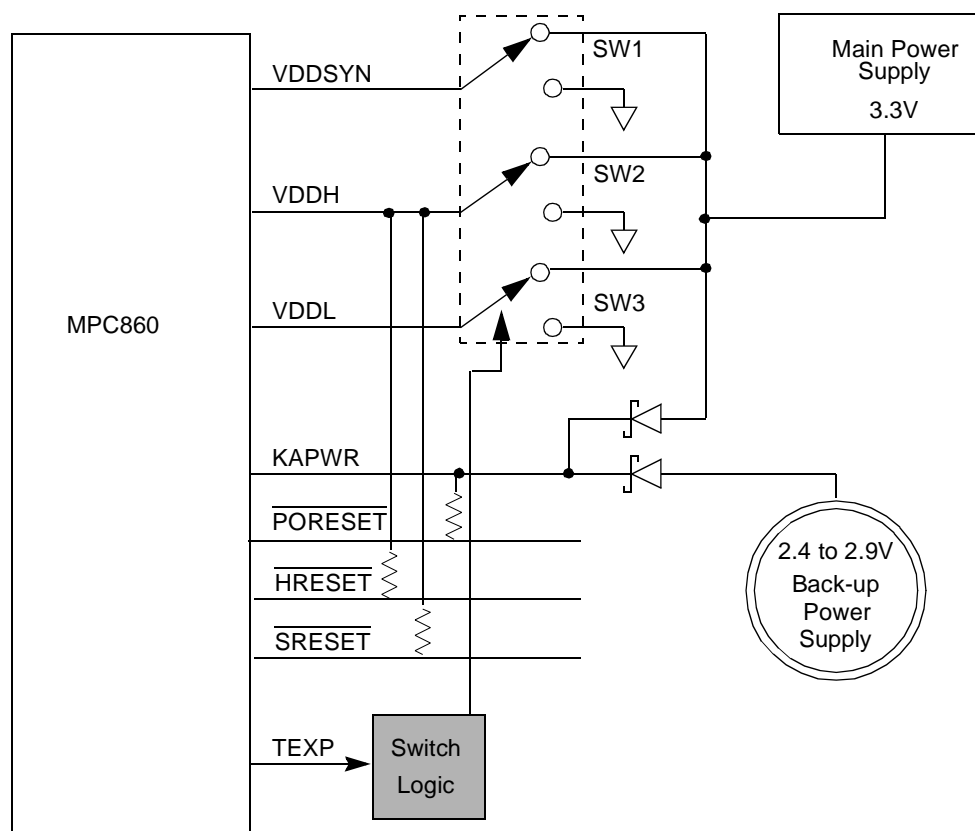 SW1
Main Power
Supply
3.3V
VDDSYN
SW2
VDDH
SW3
VDDL
MPC860
KAPWR
PORESET
2.4 to 2.9V
Back-up
Power
Supply
HRESET
SRESET
TEXP
Switch
Logic